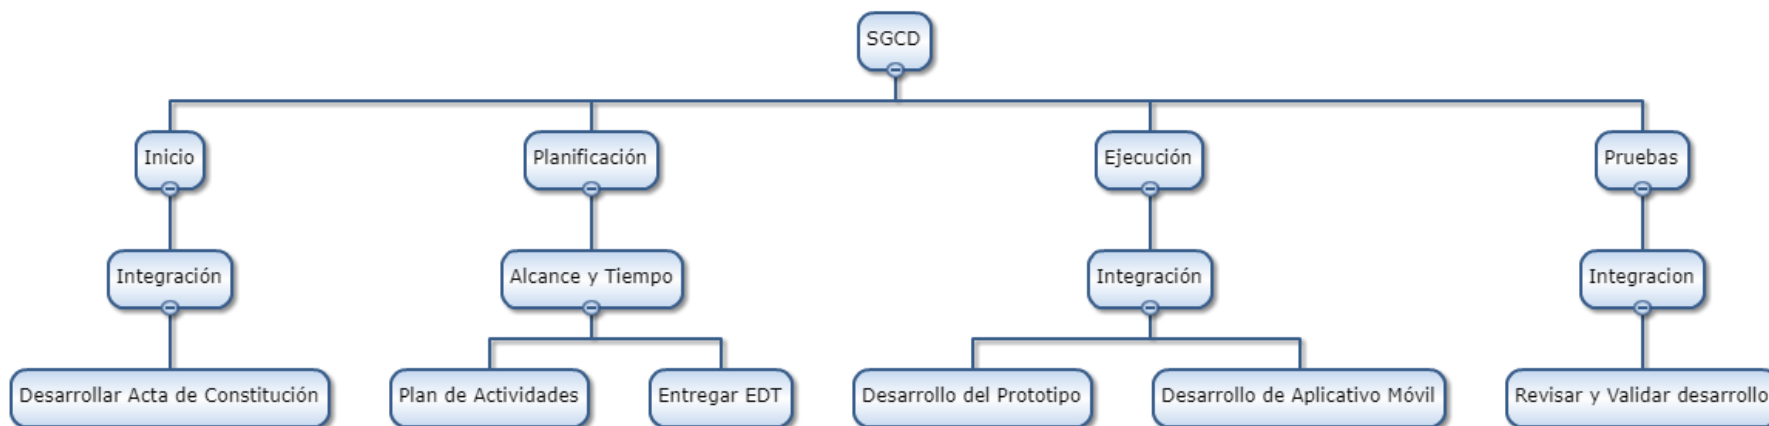 SGCD
Inicio
Planificación
Ejecución
Pruebas
Integración
Alcance y Tiempo
Integración
Integracion
Desarrollar Acta de Constitución
Plan de Actividades
Entregar EDT
Desarrollo del Prototipo
Desarrollo de Aplicativo Móvil
Revisar y Validar desarrollo